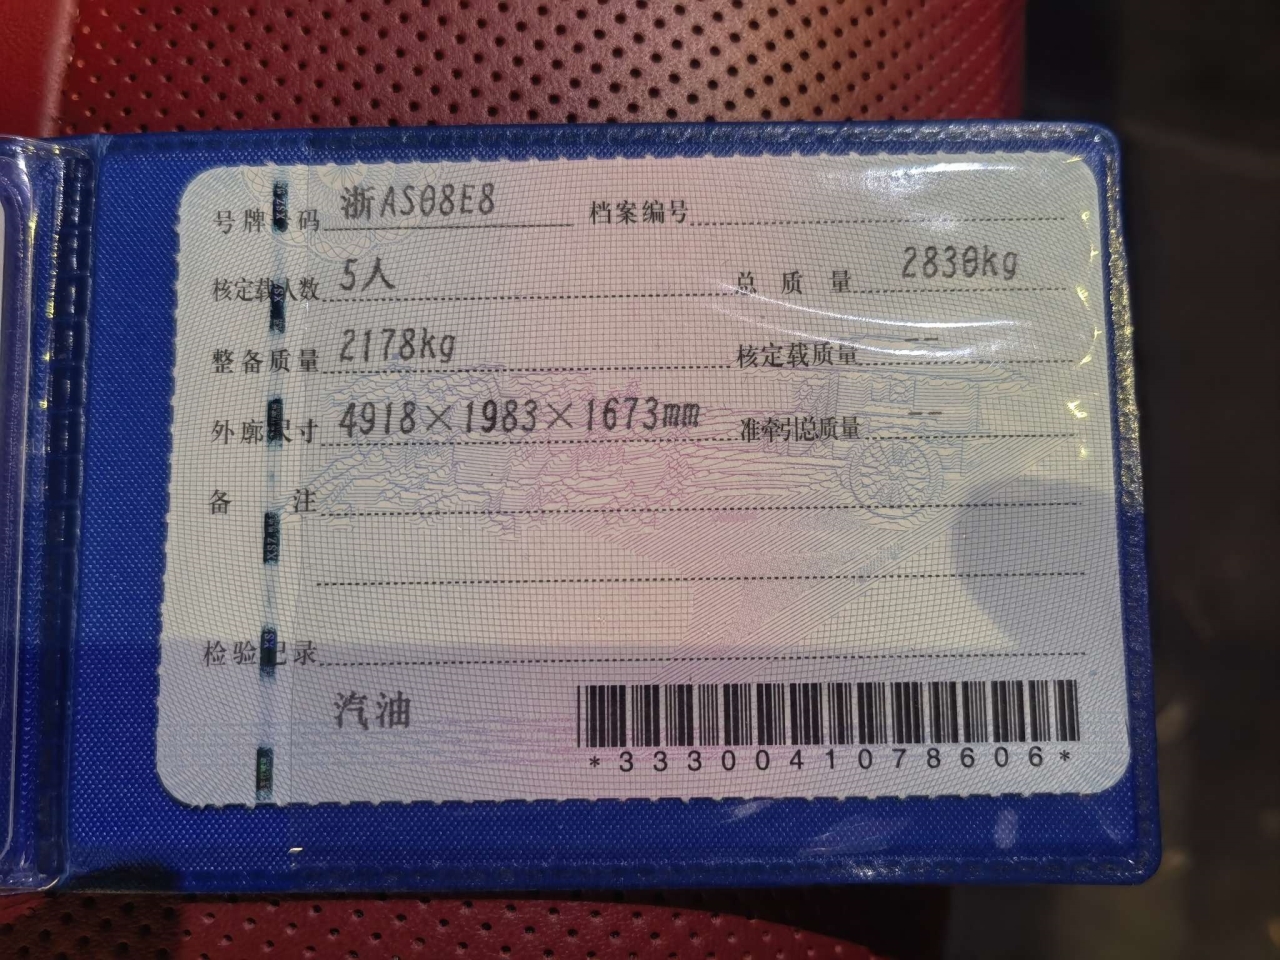 号牌号码 浙AS08E8 档案编号
核定载人数 5人 总质量 2830kg
整备质量 2178kg 核定载质量 --
外廓尺寸 4918×1983×1673mm 准牵引总质量 --
备注
检验记录
汽油
*3330041078606*